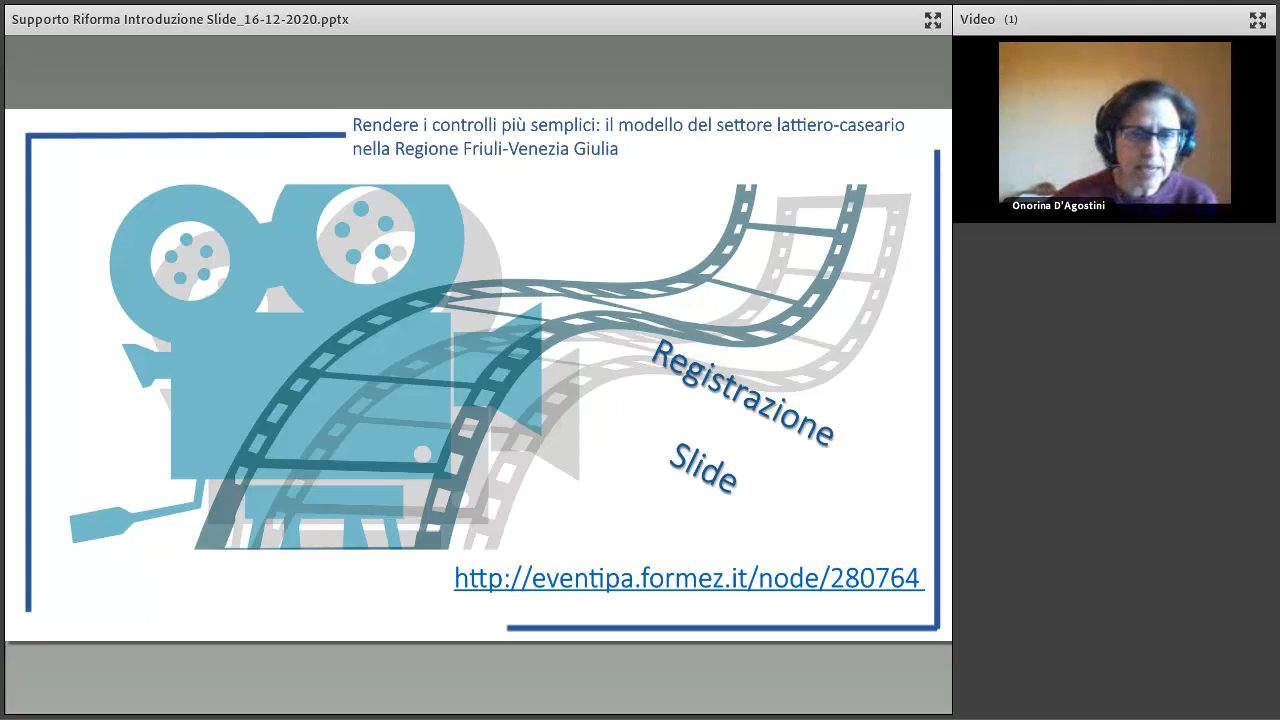 Supporto Riforma Introduzione Slide_16-12-2020.pptx
Video (1)
Onorina D'Agostini
Rendere i controlli più semplici: il modello del settore lattiero-caseario
nella Regione Friuli-Venezia Giulia
Registrazione
Slide
http://eventipa.formez.it/node/280764